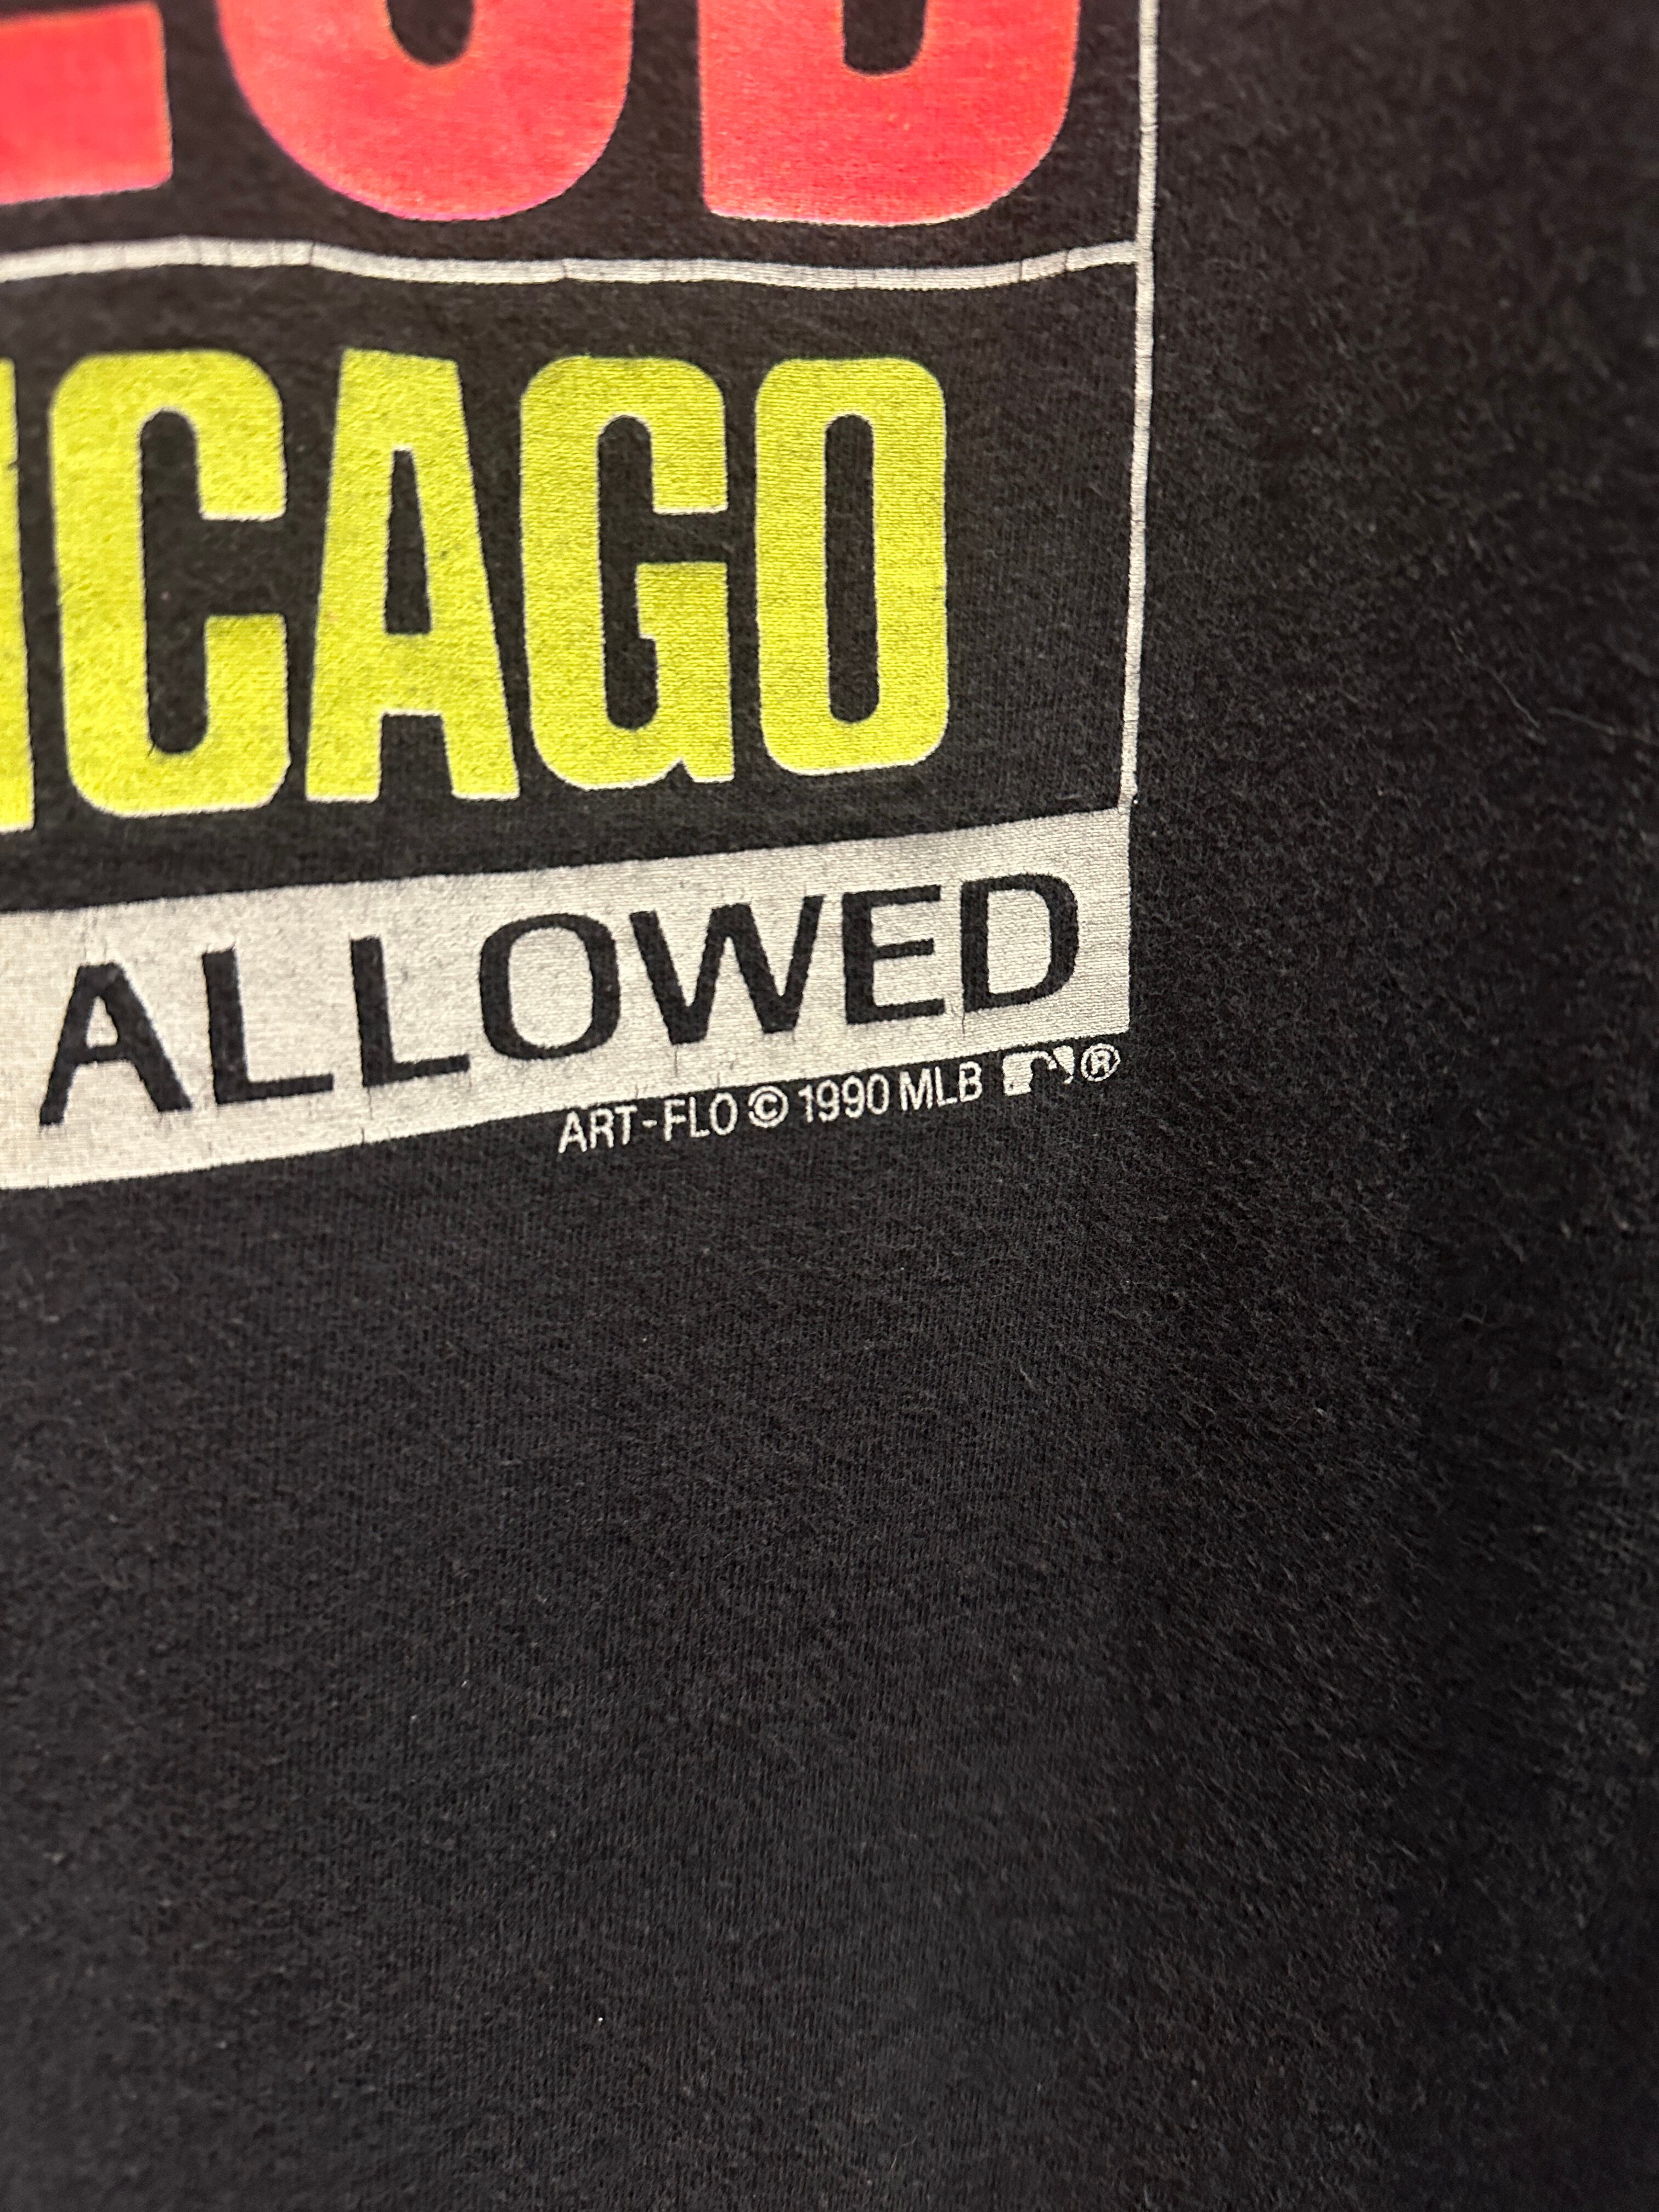 ICAGO
ALLOWED
ART-FLO © 1990 MLB ®